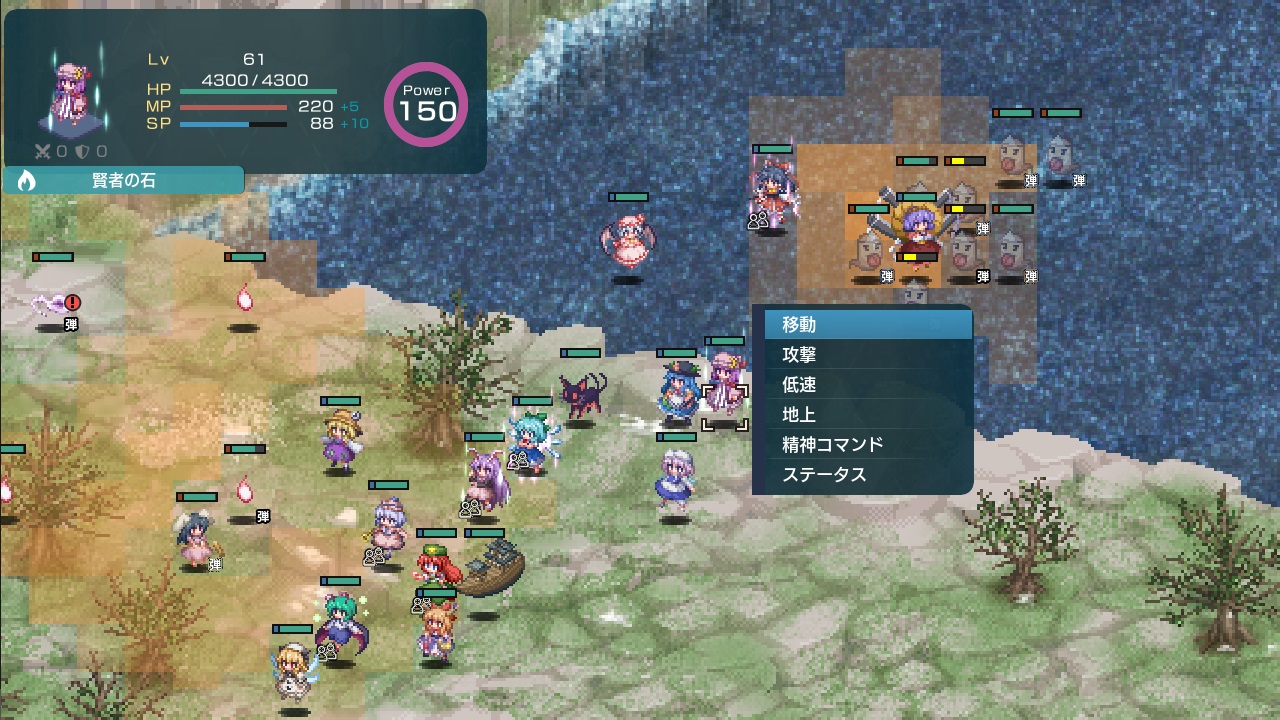 Lv 61
HP 4300/4300
MP 220 +5
SP 88 +10
Power
150
0 0
賢者の石
弾
弾
弾
弾
弾
弾
弾
弾
弾
移動
攻撃
低速
地上
精神コマンド
ステータス